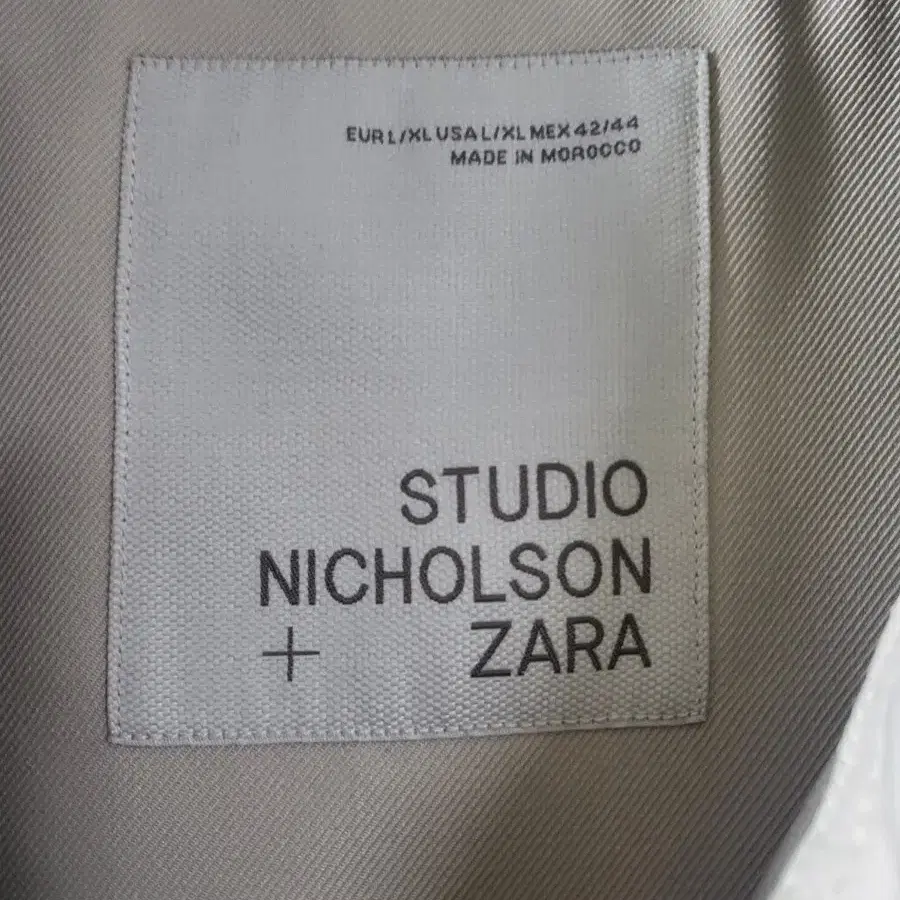 EUR L/XL USA L/XL MEX 42/44
MADE IN MOROCCO
STUDIO
NICHOLSON
+ ZARA